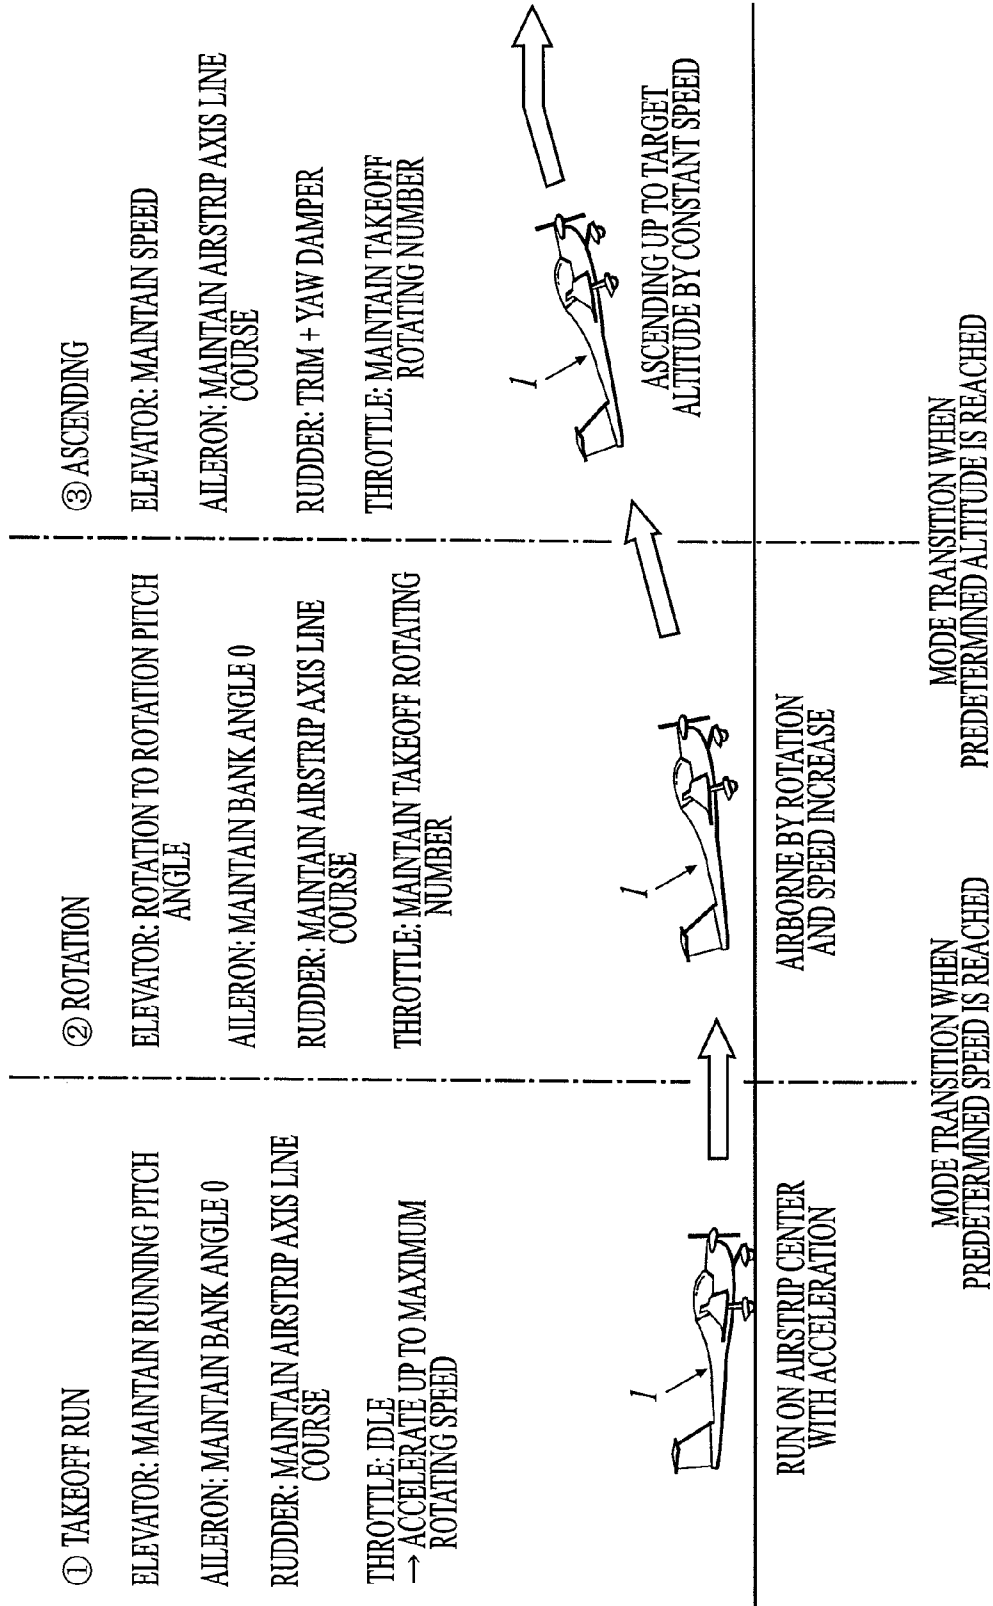 ① TAKEOFF RUN
ELEVATOR: MAINTAIN RUNNING PITCH
AILERON: MAINTAIN BANK ANGLE 0
RUDDER: MAINTAIN AIRSTRIP AXIS LINE
COURSE
THROTTLE: IDLE
→ ACCELERATE UP TO MAXIMUM
ROTATING SPEED
1
RUN ON AIRSTRIP CENTER
WITH ACCELERATION
② ROTATION
ELEVATOR: ROTATION TO ROTATION PITCH
ANGLE
AILERON: MAINTAIN BANK ANGLE 0
RUDDER: MAINTAIN AIRSTRIP AXIS LINE
COURSE
THROTTLE: MAINTAIN TAKEOFF ROTATING
NUMBER
1
AIRBORNE BY ROTATION
AND SPEED INCREASE
③ ASCENDING
ELEVATOR: MAINTAIN SPEED
AILERON: MAINTAIN AIRSTRIP AXIS LINE
COURSE
RUDDER: TRIM + YAW DAMPER
THROTTLE: MAINTAIN TAKEOFF
ROTATING NUMBER
1
ASCENDING UP TO TARGET
ALTITUDE BY CONSTANT SPEED
MODE TRANSITION WHEN
PREDETERMINED SPEED IS REACHED
MODE TRANSITION WHEN
PREDETERMINED ALTITUDE IS REACHED